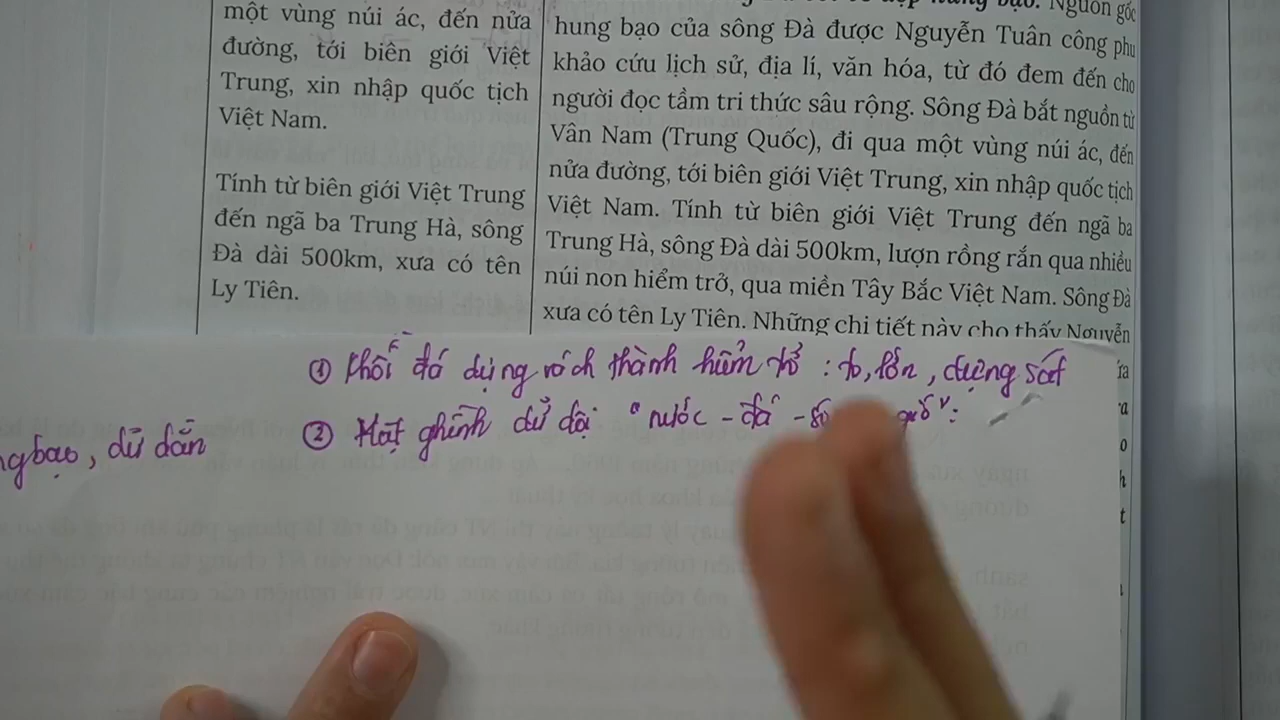 một vùng núi ác, đến nửa
đường, tới biên giới Việt
Trung, xin nhập quốc tịch
Việt Nam.
Tính từ biên giới Việt Trung
đến ngã ba Trung Hà, sông
Đà dài 500km, xưa có tên
Ly Tiên.
Nguồn gốc
hung bạo của sông Đà được Nguyễn Tuân công phu
khảo cứu lịch sử, địa lí, văn hóa, từ đó đem đến cho
người đọc tầm tri thức sâu rộng. Sông Đà bắt nguồn từ
Vân Nam (Trung Quốc), đi qua một vùng núi ác, đến
nửa đường, tới biên giới Việt Trung, xin nhập quốc tịch
Việt Nam. Tính từ biên giới Việt Trung đến ngã ba
Trung Hà, sông Đà dài 500km, lượn rồng rắn qua nhiều
núi non hiểm trở, qua miền Tây Bắc Việt Nam. Sông Đà
xưa có tên Ly Tiên. Những chi tiết này cho thấy Nguyễn
① Khối đá dựng vách thành hiểm trở : to, lớn, dựng sát
② Mặt ghềnh dữ dội "nước - đá - gió":
bạo, dữ dằn